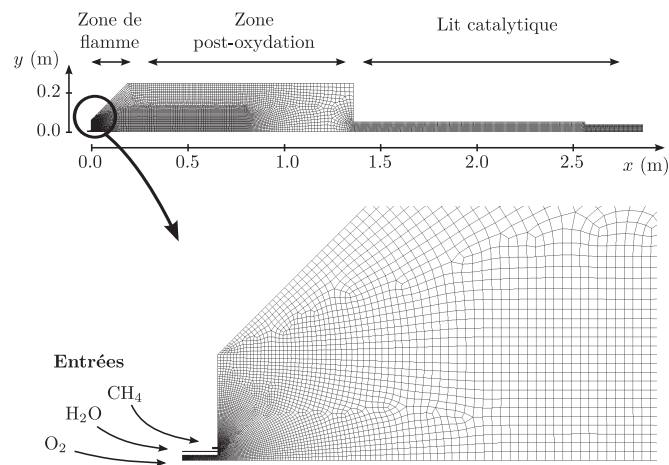 Zone de
flamme
Zone
post-oxydation
Lit catalytique
y (m)
0.2
0.0
0.0 0.5 1.0 1.5 2.0 2.5
x (m)
Entrées
CH₄
H₂O
O₂